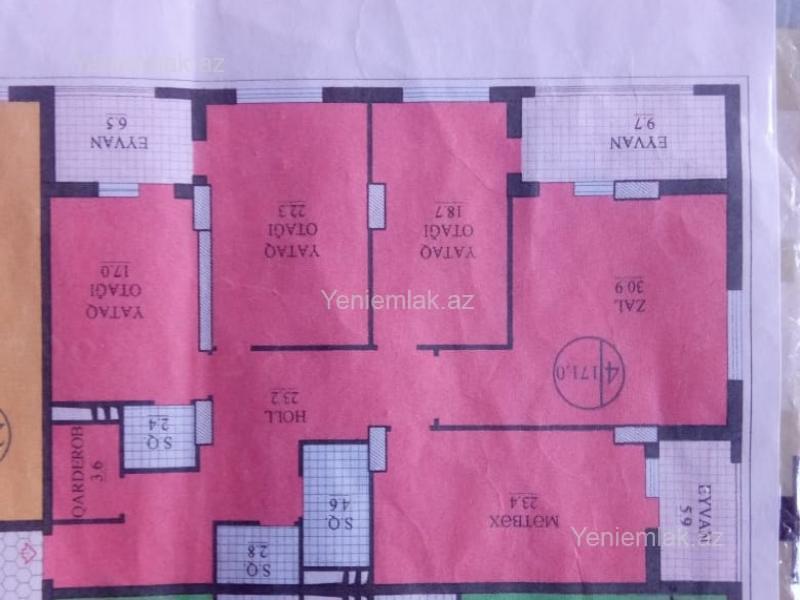 Yeniemlak.az
EYVAN
6.5
EYVAN
9.7
YATAQ
OTAĞI
22.3
YATAQ
OTAĞI
18.7
YATAQ
OTAĞI
17.0
ZAL
30.9
Yeniemlak.az
4
171.0
HOLL
23.2
S.Q
2.4
QARDEROB
3.6
S.Q
4.6
MƏTBƏX
23.4
EYVAN
5.9
Yeniemlak.az
S.Q
2.8